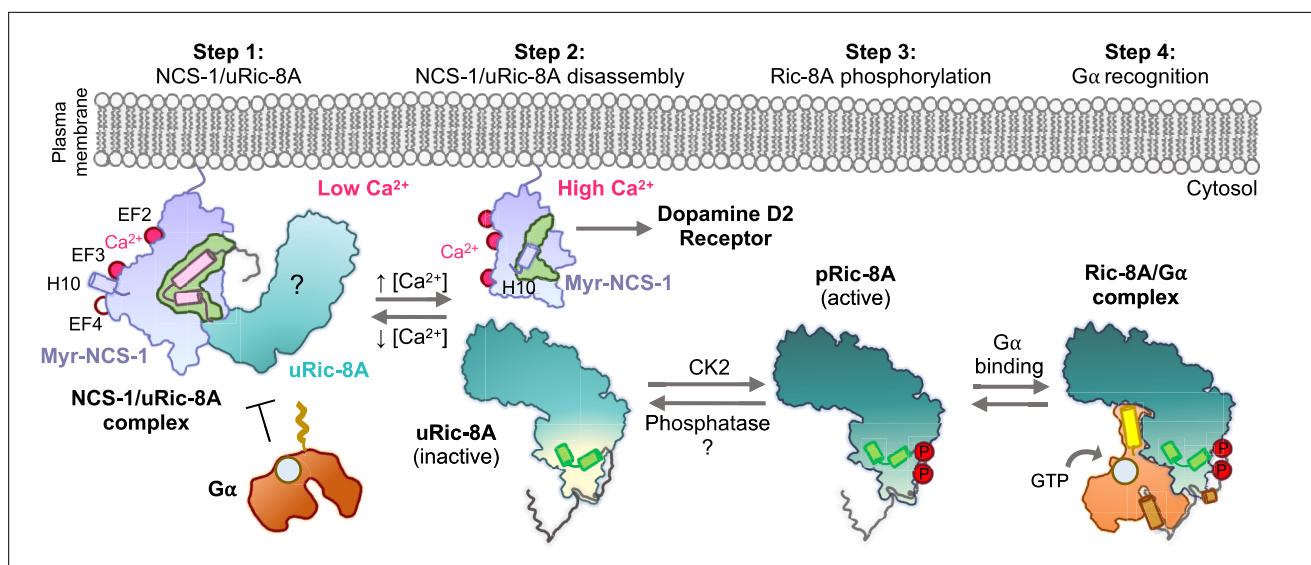 Step 1:
NCS-1/uRic-8A
Step 2:
NCS-1/uRic-8A disassembly
Step 3:
Ric-8A phosphorylation
Step 4:
Gα recognition
Plasma
membrane
Cytosol
Low Ca²⁺
EF2
Ca²⁺
EF3
H10
EF4
Myr-NCS-1
?
uRic-8A
NCS-1/uRic-8A
complex
Gα
↑ [Ca²⁺]
↓ [Ca²⁺]
High Ca²⁺
Ca²⁺
H10
Myr-NCS-1
Dopamine D2
Receptor
uRic-8A
(inactive)
CK2
Phosphatase
?
pRic-8A
(active)
P
P
Gα
binding
Ric-8A/Gα
complex
GTP
P
P